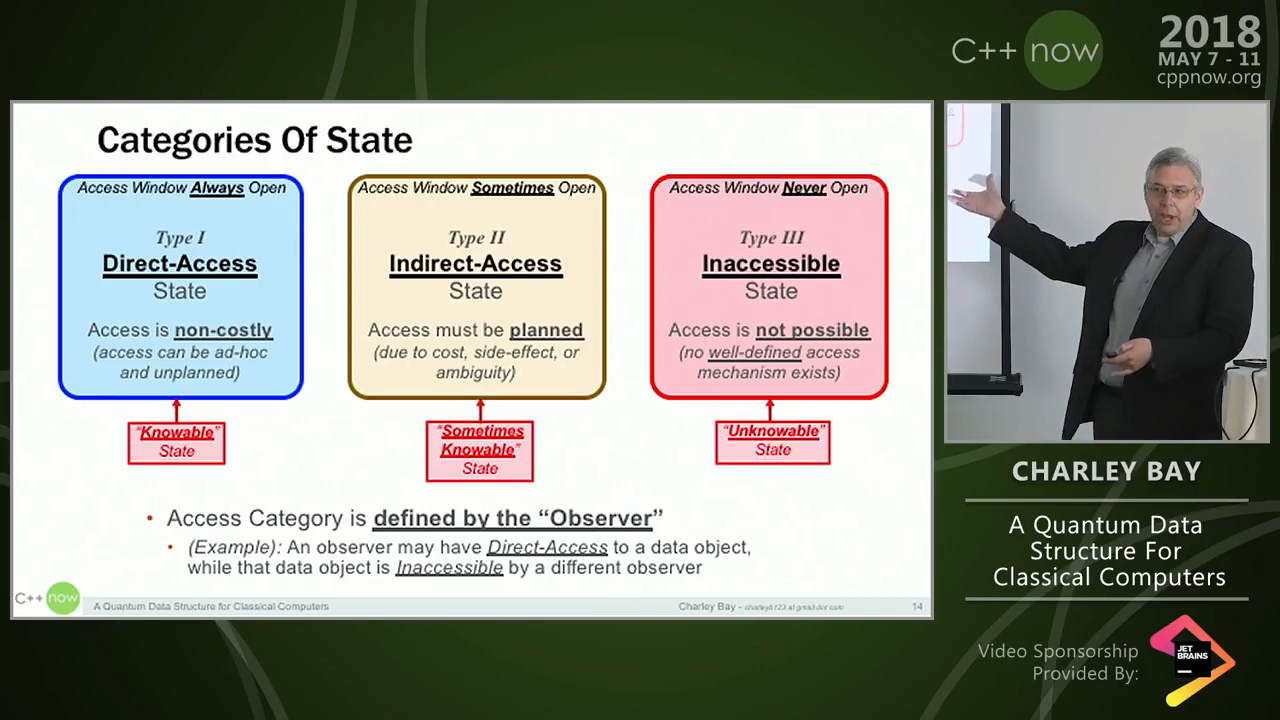 C++ now
2018
MAY 7 - 11
cppnow.org
Categories Of State
Access Window Always Open
Type I
Direct-Access
State
Access is non-costly
(access can be ad-hoc
and unplanned)
"Knowable"
State
Access Window Sometimes Open
Type II
Indirect-Access
State
Access must be planned
(due to cost, side-effect, or
ambiguity)
"Sometimes
Knowable"
State
Access Window Never Open
Type III
Inaccessible
State
Access is not possible
(no well-defined access
mechanism exists)
"Unknowable"
State
• Access Category is defined by the “Observer”
• (Example): An observer may have Direct-Access to a data object,
while that data object is Inaccessible by a different observer
C++ now
A Quantum Data Structure for Classical Computers
Charley Bay - charleyb123 at gmail dot com
14
CHARLEY BAY
A Quantum Data
Structure For
Classical Computers
Video Sponsorship
Provided By:
JET
BRAINS